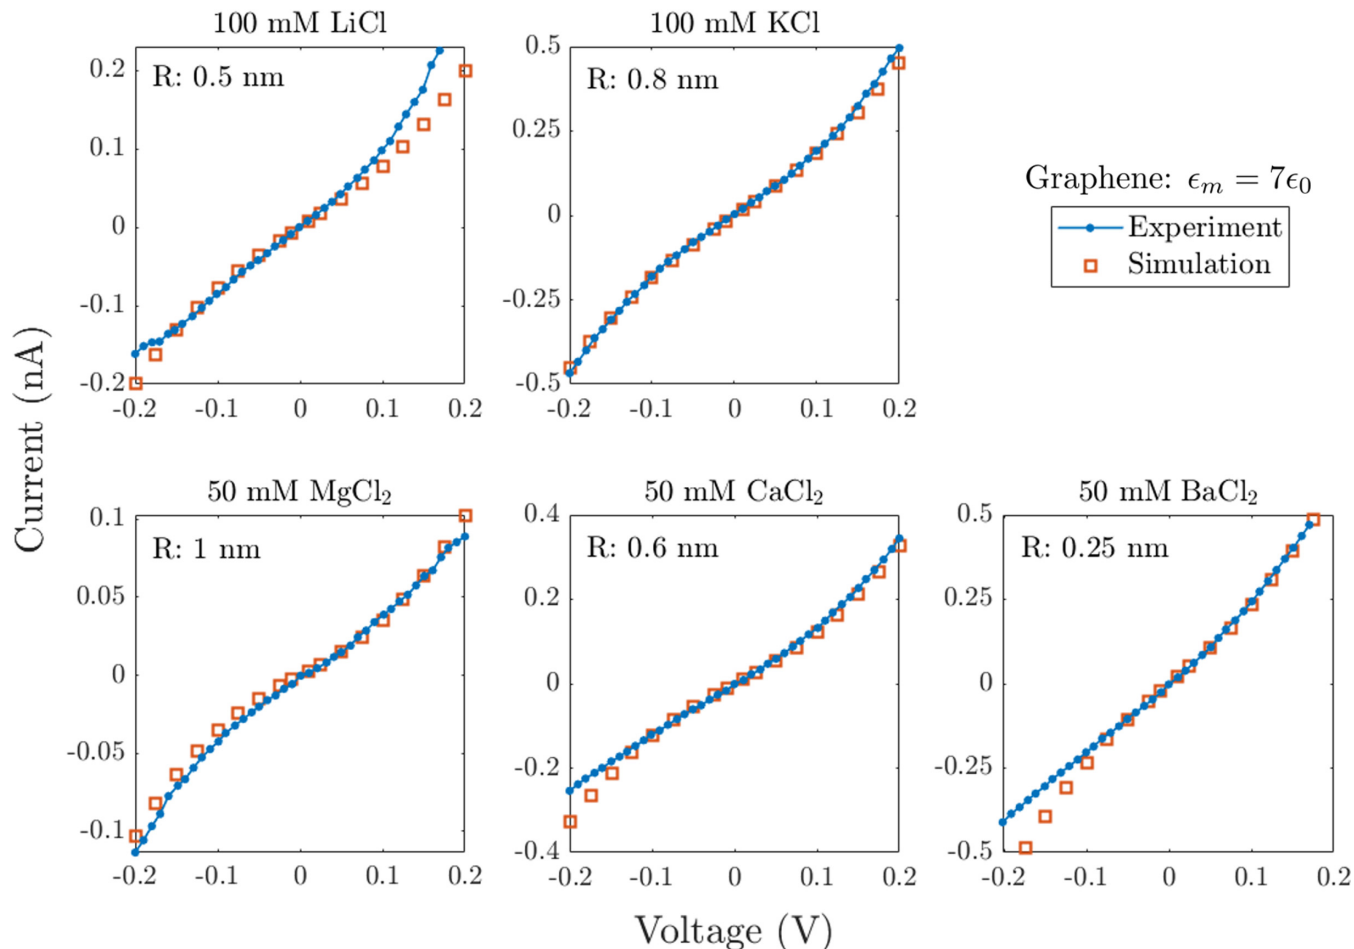 100 mM LiCl
R: 0.5 nm
0.2
0.1
0
-0.1
-0.2
-0.2 -0.1 0 0.1 0.2
100 mM KCl
R: 0.8 nm
0.5
0.25
0
-0.25
-0.5
-0.2 -0.1 0 0.1 0.2
Graphene: ϵₘ = 7ϵ₀
Experiment
Simulation
Current (nA)
50 mM MgCl₂
R: 1 nm
0.1
0.05
0
-0.05
-0.1
-0.2 -0.1 0 0.1 0.2
50 mM CaCl₂
R: 0.6 nm
0.4
0.2
0
-0.2
-0.4
-0.2 -0.1 0 0.1 0.2
50 mM BaCl₂
R: 0.25 nm
0.5
0.25
0
-0.25
-0.5
-0.2 -0.1 0 0.1 0.2
Voltage (V)